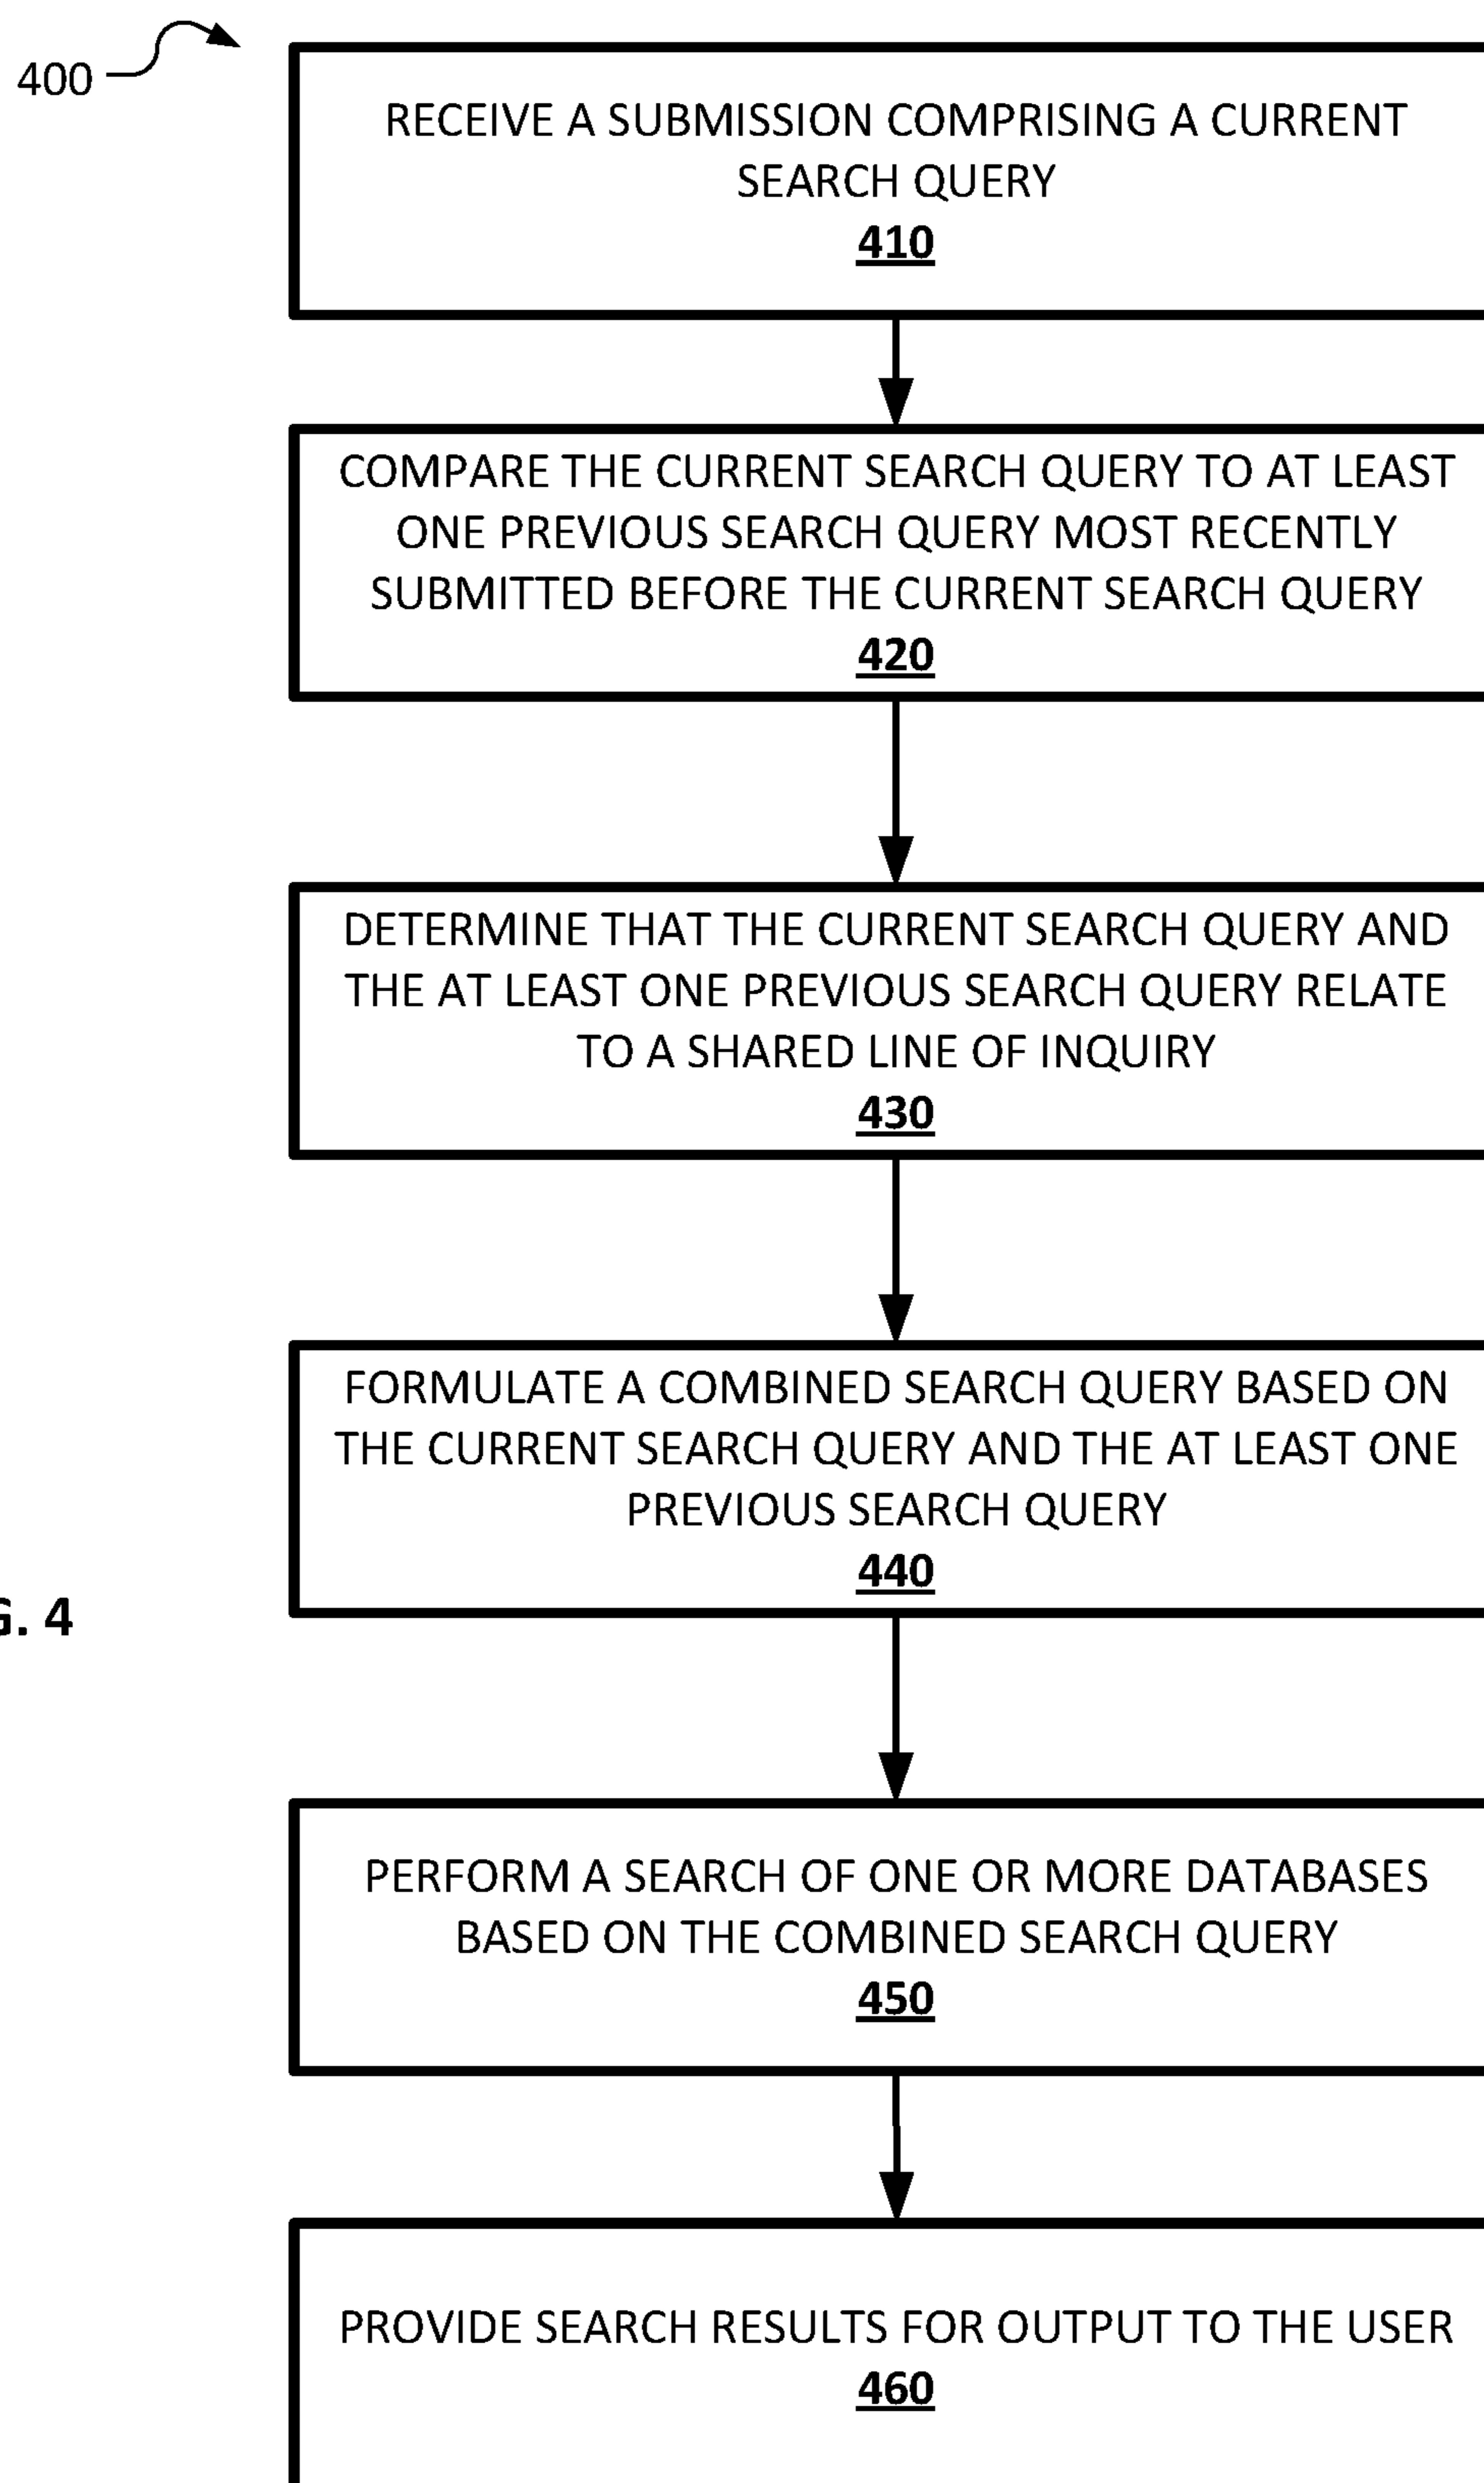 400
RECEIVE A SUBMISSION COMPRISING A CURRENT
SEARCH QUERY
410
COMPARE THE CURRENT SEARCH QUERY TO AT LEAST
ONE PREVIOUS SEARCH QUERY MOST RECENTLY
SUBMITTED BEFORE THE CURRENT SEARCH QUERY
420
DETERMINE THAT THE CURRENT SEARCH QUERY AND
THE AT LEAST ONE PREVIOUS SEARCH QUERY RELATE
TO A SHARED LINE OF INQUIRY
430
FORMULATE A COMBINED SEARCH QUERY BASED ON
THE CURRENT SEARCH QUERY AND THE AT LEAST ONE
PREVIOUS SEARCH QUERY
440
G. 4
PERFORM A SEARCH OF ONE OR MORE DATABASES
BASED ON THE COMBINED SEARCH QUERY
450
PROVIDE SEARCH RESULTS FOR OUTPUT TO THE USER
460